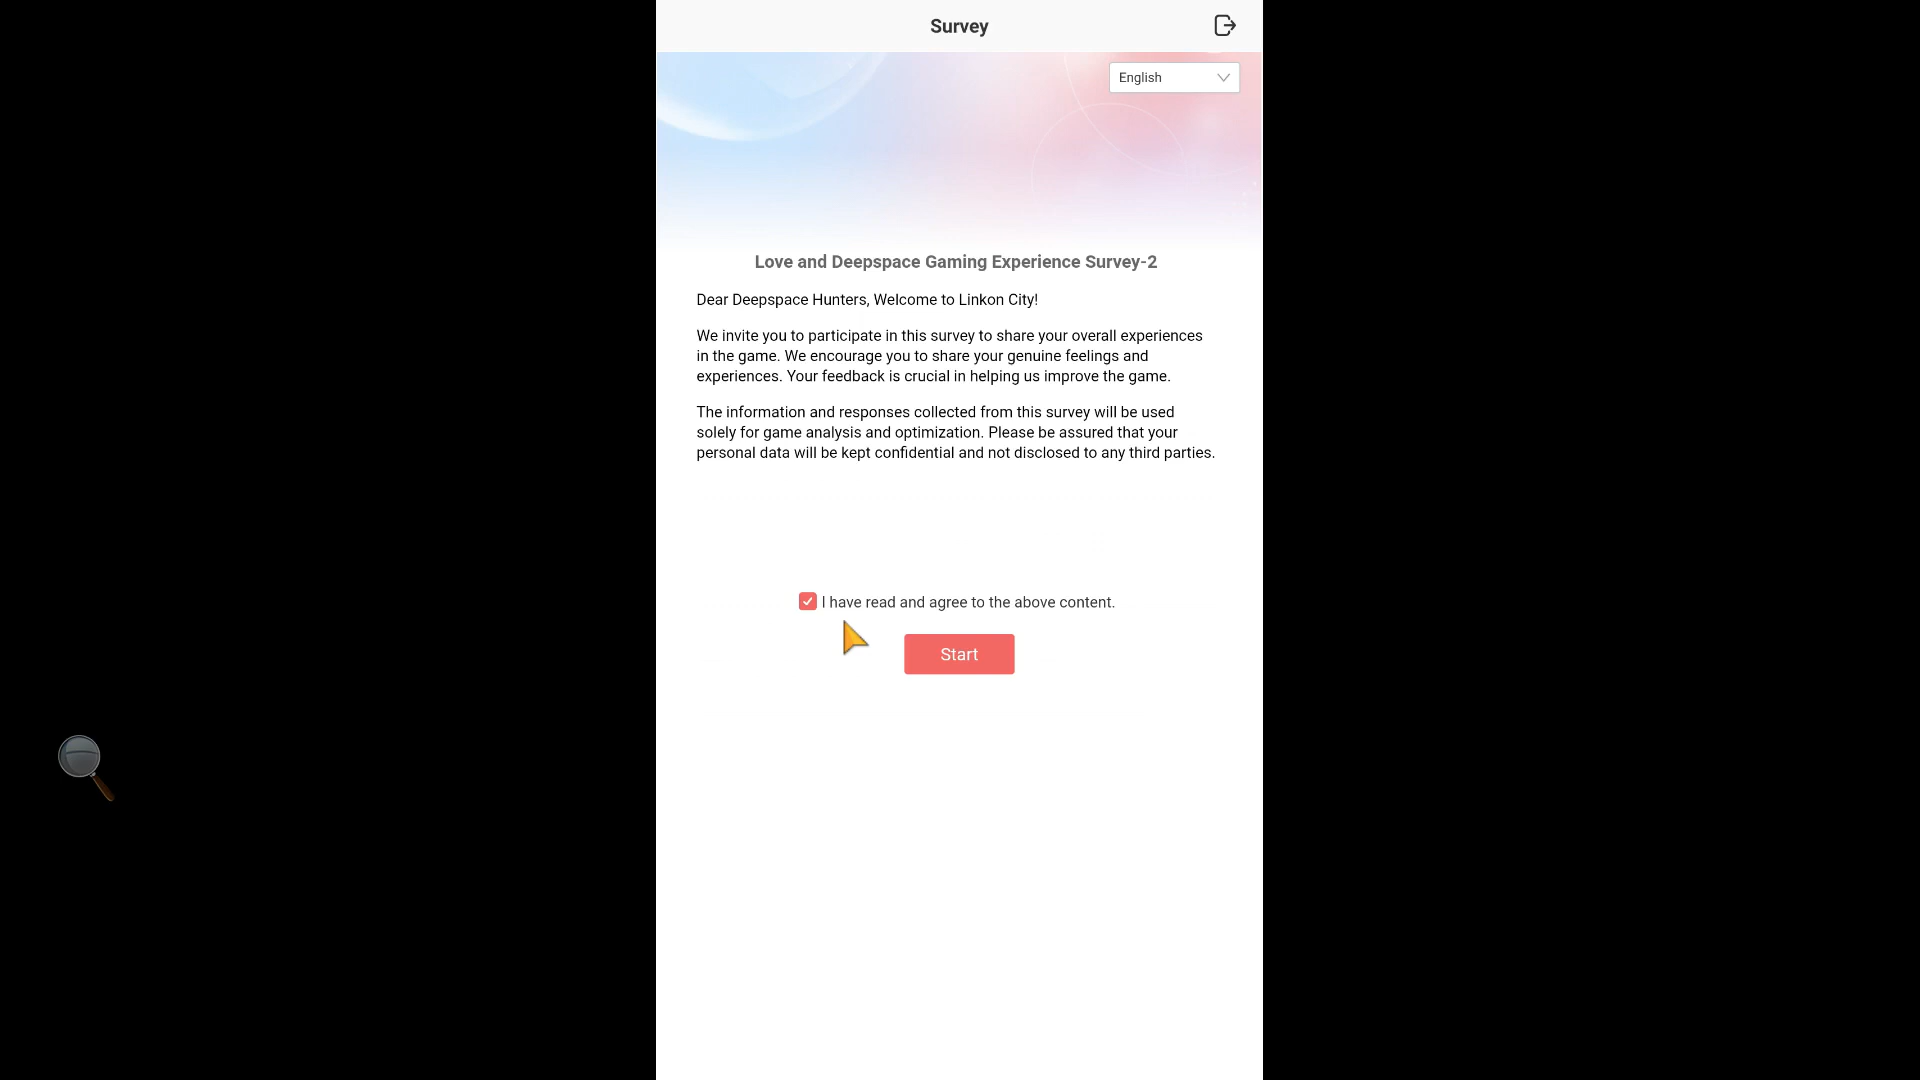 Survey
English
Love and Deepspace Gaming Experience Survey-2
Dear Deepspace Hunters, Welcome to Linkon City!
We invite you to participate in this survey to share your overall experiences
in the game. We encourage you to share your genuine feelings and
experiences. Your feedback is crucial in helping us improve the game.
The information and responses collected from this survey will be used
solely for game analysis and optimization. Please be assured that your
personal data will be kept confidential and not disclosed to any third parties.
I have read and agree to the above content.
Start